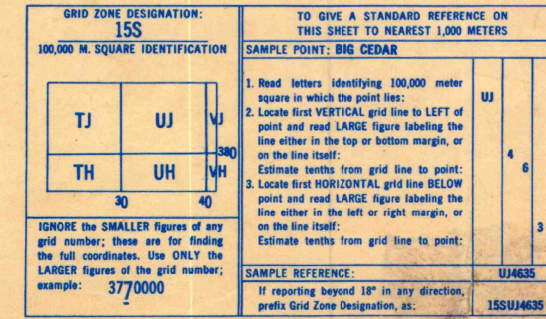 GRID ZONE DESIGNATION:
15S
100,000 M. SQUARE IDENTIFICATION
TJ UJ VJ
380
TH UH VH
30 40
IGNORE the SMALLER figures of any
grid number; these are for finding
the full coordinates. Use ONLY the
LARGER figures of the grid number;
example: 3770000
TO GIVE A STANDARD REFERENCE ON
THIS SHEET TO NEAREST 1,000 METERS
SAMPLE POINT: BIG CEDAR
1. Read letters identifying 100,000 meter
square in which the point lies: UJ
2. Locate first VERTICAL grid line to LEFT of
point and read LARGE figure labeling the
line either in the top or bottom margin, or
on the line itself: 4
Estimate tenths from grid line to point: 6
3. Locate first HORIZONTAL grid line BELOW
point and read LARGE figure labeling the
line either in the left or right margin, or
on the line itself: 3
Estimate tenths from grid line to point:
SAMPLE REFERENCE: UJ4635
If reporting beyond 18° in any direction,
prefix Grid Zone Designation, as: 15SUJ4635